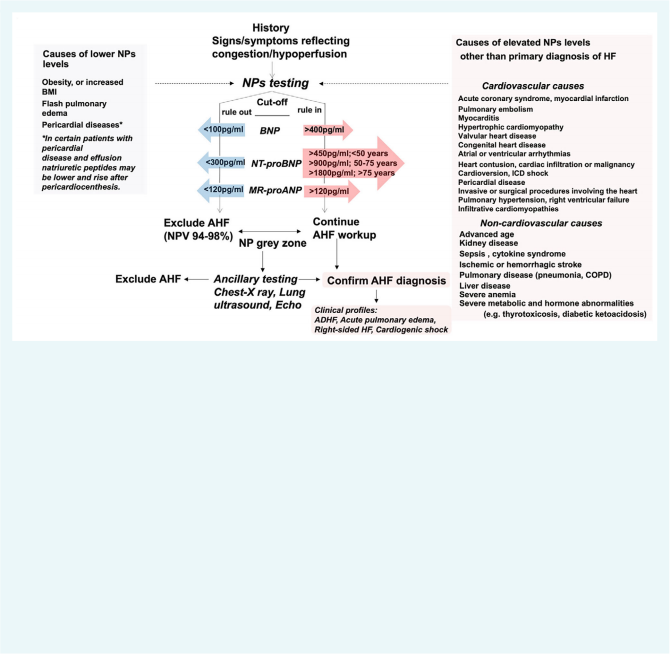 History
Signs/symptoms reflecting
congestion/hypoperfusion
Causes of lower NPs
levels
Obesity, or increased
BMI
Flash pulmonary
edema
Pericardial diseases*
*In certain patients with
pericardial
disease and effusion
natriuretic peptides may
be lower and rise after
pericardiocenthesis.
NPs testing
Cut-off
rule out
rule in
<100pg/ml
BNP
>400pg/ml
<300pg/ml
NT-proBNP
>450pg/ml;<50 years
>900pg/ml; 50-75 years
>1800pg/ml; >75 years
<120pg/ml
MR-proANP
>120pg/ml
Exclude AHF
(NPV 94-98%)
NP grey zone
Continue
AHF workup
Exclude AHF
Ancillary testing
Chest-X ray, Lung
ultrasound, Echo
Confirm AHF diagnosis
Clinical profiles:
ADHF, Acute pulmonary edema,
Right-sided HF, Cardiogenic shock
Causes of elevated NPs levels
other than primary diagnosis of HF
Cardiovascular causes
Acute coronary syndrome, myocardial infarction
Pulmonary embolism
Myocarditis
Hypertrophic cardiomyopathy
Valvular heart disease
Congenital heart disease
Atrial or ventricular arrhythmias
Heart contusion, cardiac infiltration or malignancy
Cardioversion, ICD shock
Pericardial disease
Invasive or surgical procedures involving the heart
Pulmonary hypertension, right ventricular failure
Infiltrative cardiomyopathies
Non-cardiovascular causes
Advanced age
Kidney disease
Sepsis , cytokine syndrome
Ischemic or hemorrhagic stroke
Pulmonary disease (pneumonia, COPD)
Liver disease
Severe anemia
Severe metabolic and hormone abnormalities
(e.g. thyrotoxicosis, diabetic ketoacidosis)